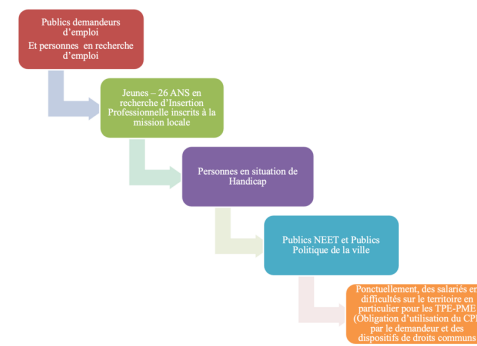 Publics demandeurs
d'emploi
Et personnes en recherche
d'emploi
Jeunes – 26 ANS en
recherche d'Insertion
Professionnelle inscrits à la
mission locale
Personnes en situation de
Handicap
Publics NEET et Publics
Politique de la ville
Ponctuellement, des salariés en
difficultés sur le territoire en
particulier pour les TPE-PME
(Obligation d'utilisation du CPF
par le demandeur et des
dispositifs de droits communs